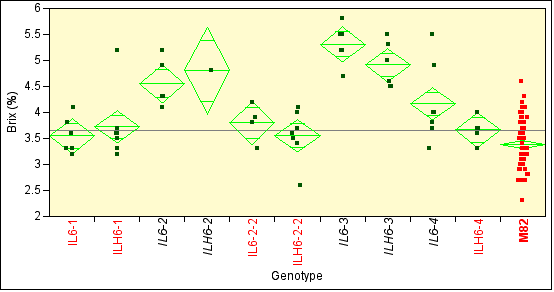 6
5.5
5
4.5
4
3.5
3
2.5
2
Brix (%)
IL6-1
ILH6-1
IL6-2
ILH6-2
IL6-2-2
ILH6-2-2
IL6-3
ILH6-3
IL6-4
ILH6-4
M82
Genotype